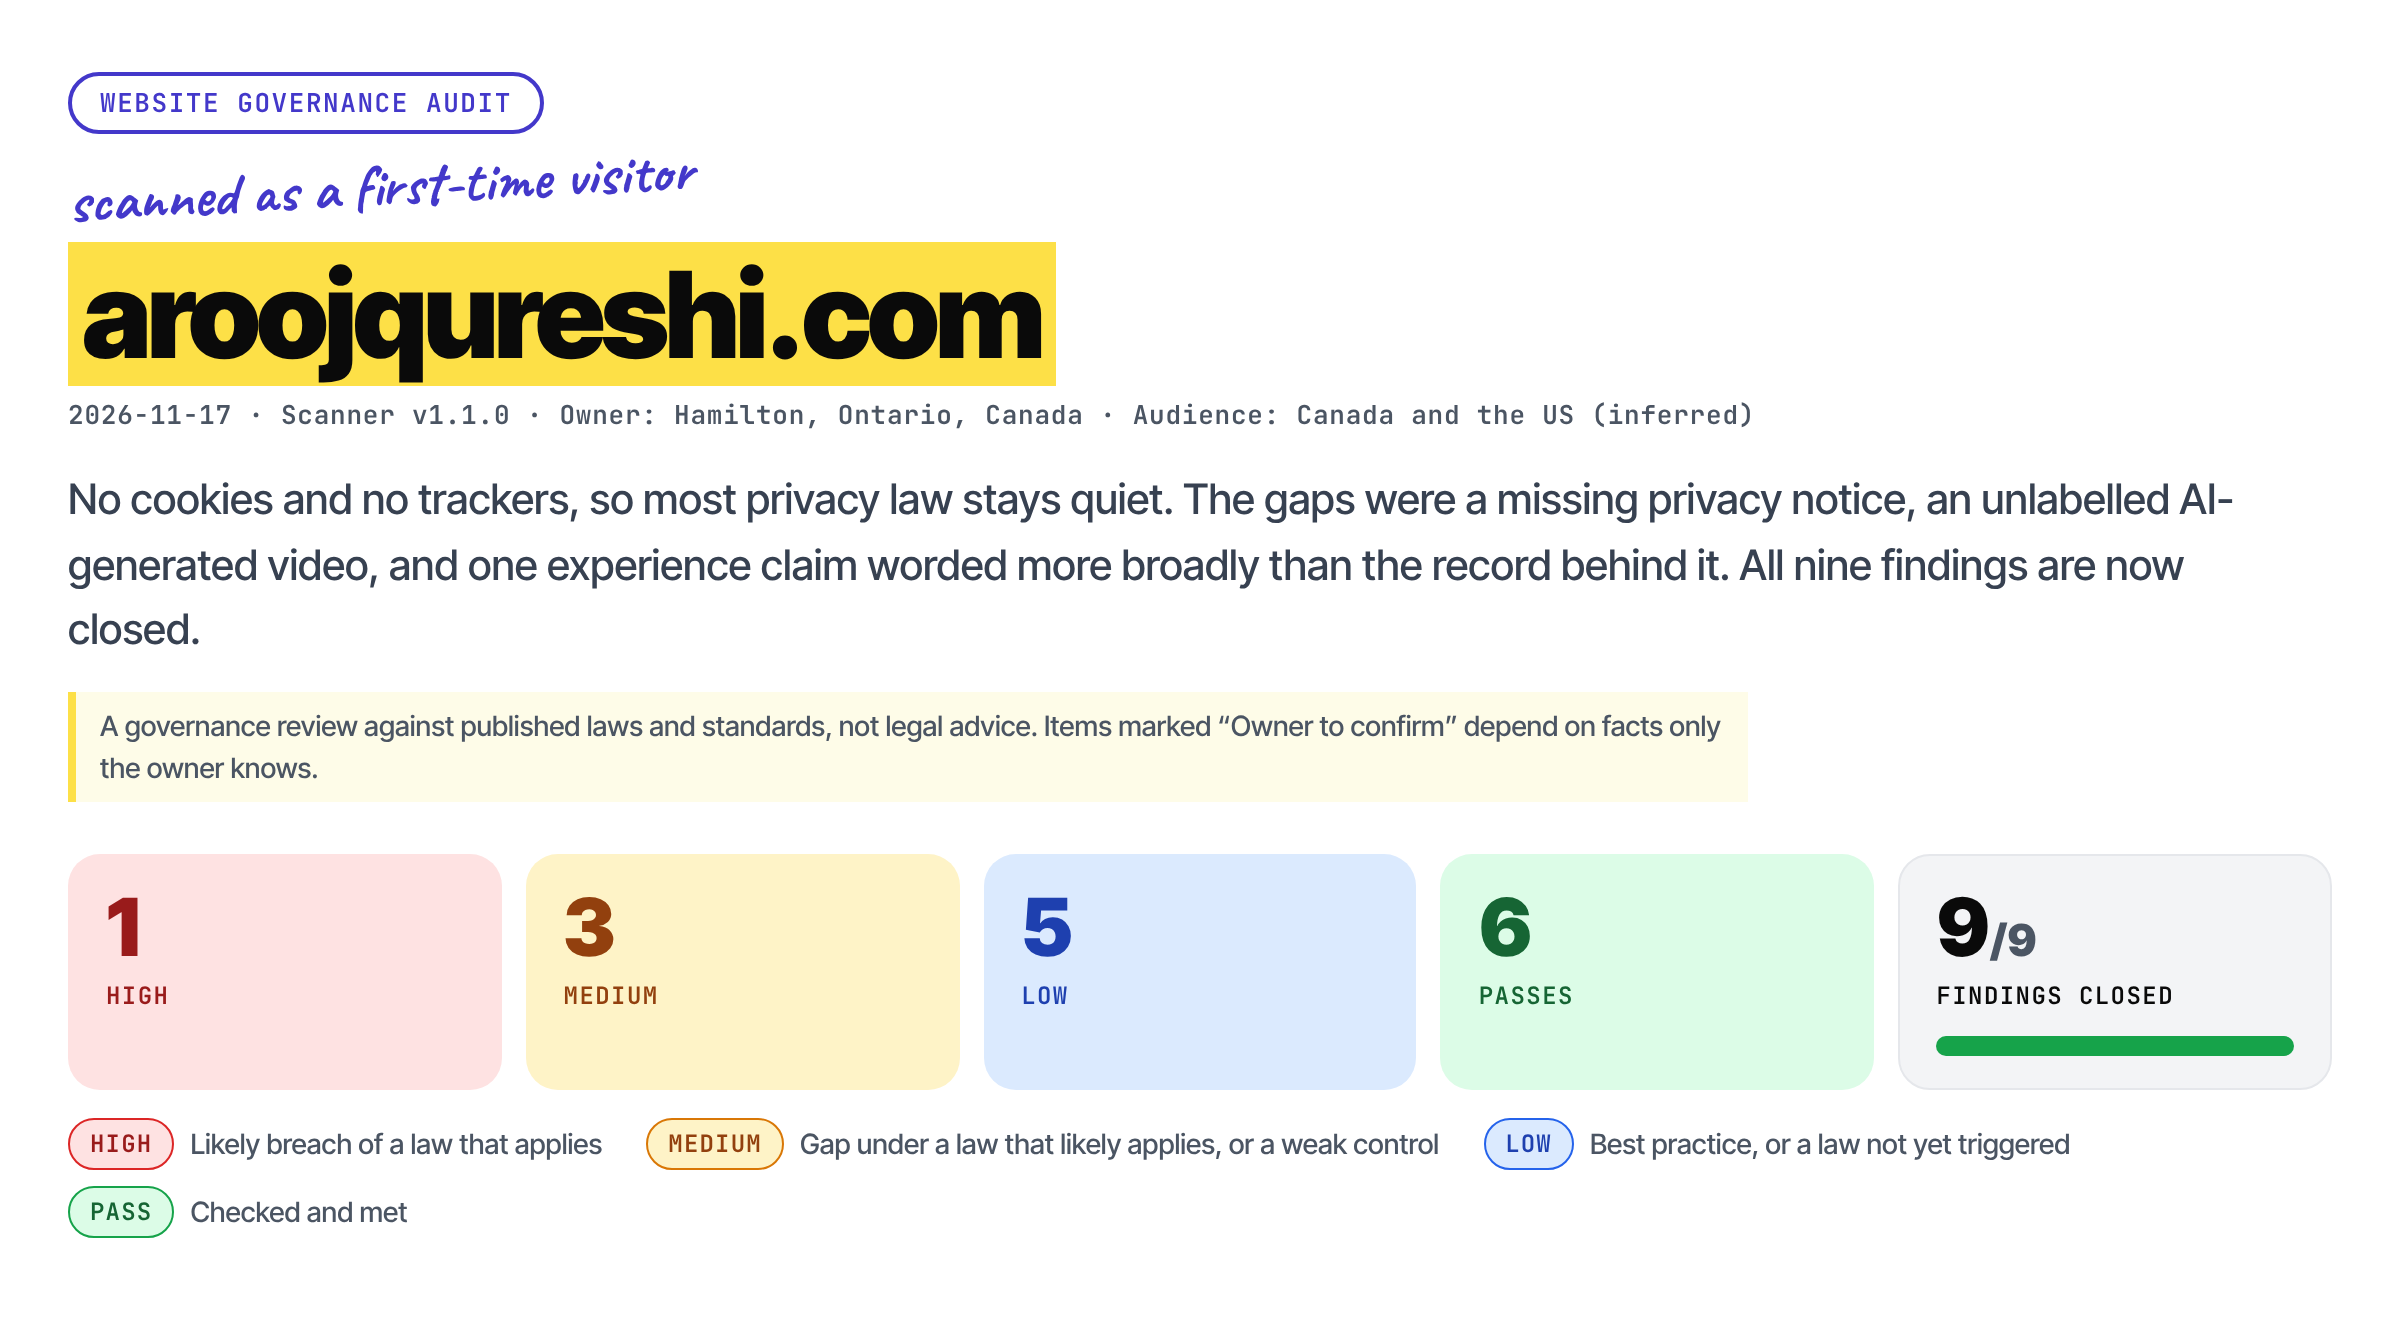 WEBSITE GOVERNANCE AUDIT
scanned as a first-time visitor
aroojqureshi.com
2026-11-17 · Scanner v1.1.0 · Owner: Hamilton, Ontario, Canada · Audience: Canada and the US (inferred)
No cookies and no trackers, so most privacy law stays quiet. The gaps were a missing privacy notice, an unlabelled AI-
generated video, and one experience claim worded more broadly than the record behind it. All nine findings are now
closed.
A governance review against published laws and standards, not legal advice. Items marked “Owner to confirm” depend on facts only
the owner knows.
1
HIGH
3
MEDIUM
5
LOW
6
PASSES
9/9
FINDINGS CLOSED
HIGH Likely breach of a law that applies MEDIUM Gap under a law that likely applies, or a weak control LOW Best practice, or a law not yet triggered
PASS Checked and met